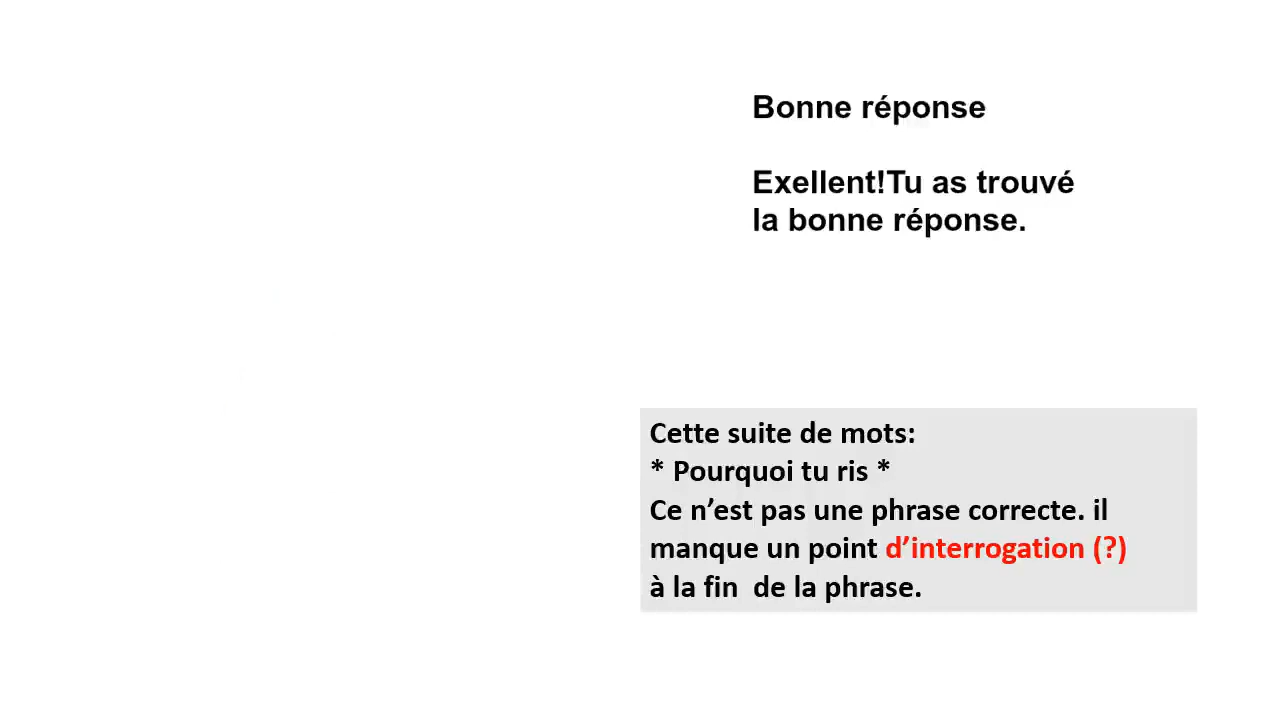 Bonne réponse
Exellent!Tu as trouvé
la bonne réponse.
Cette suite de mots:
* Pourquoi tu ris *
Ce n’est pas une phrase correcte. il
manque un point d’interrogation (?)
à la fin  de la phrase.